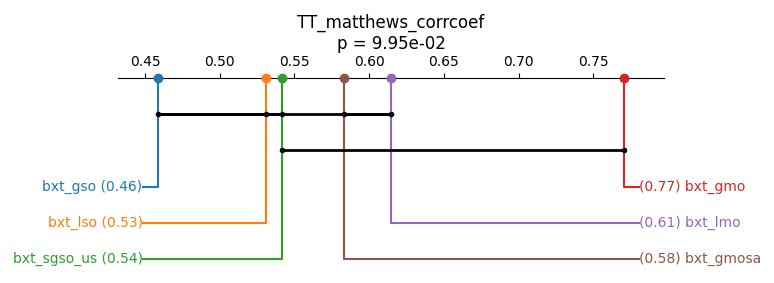 TT_matthews_corrcoef
p = 9.95e-02
0.45 0.50 0.55 0.60 0.65 0.70 0.75
bxt_gso (0.46) (0.77) bxt_gmo
bxt_lso (0.53) (0.61) bxt_lmo
bxt_sgso_us (0.54) (0.58) bxt_gmosa